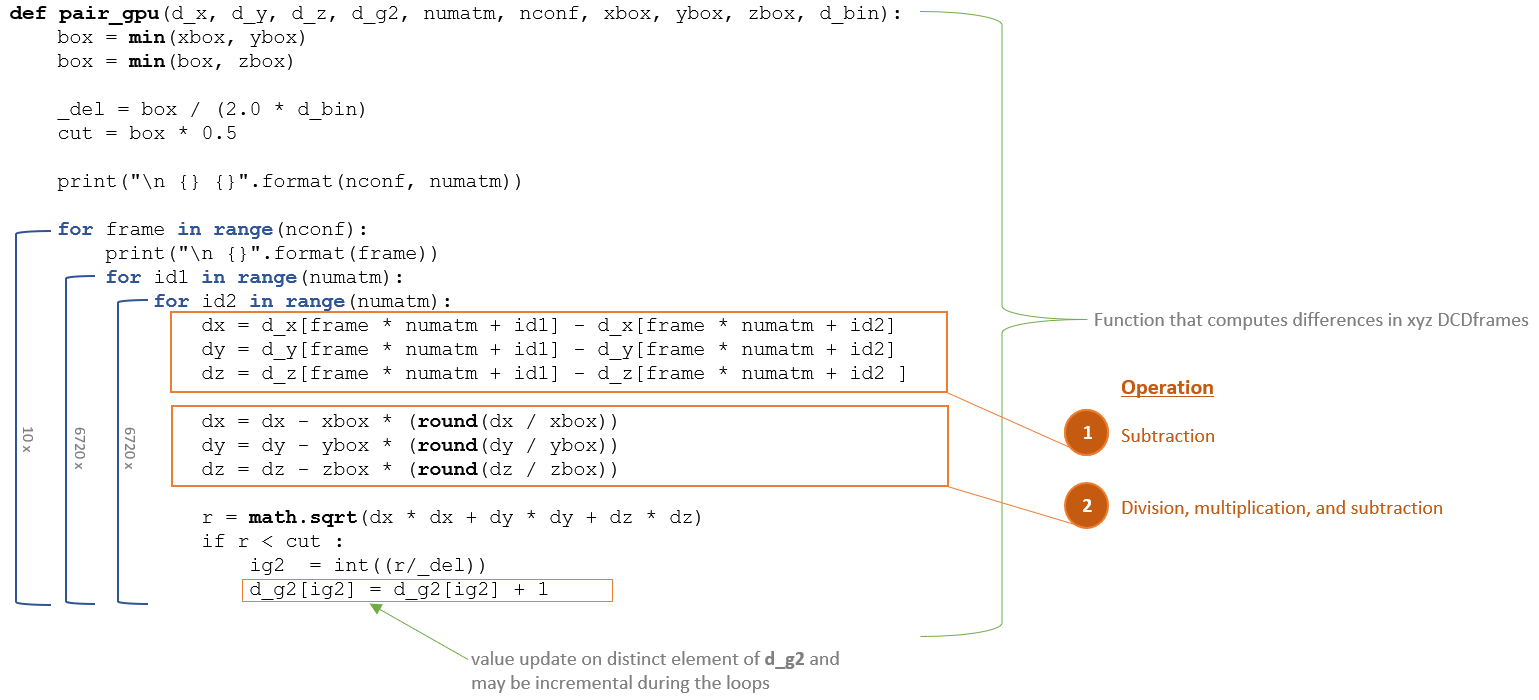 def pair_gpu(d_x, d_y, d_z, d_g2, numatm, nconf, xbox, ybox, zbox, d_bin):
    box = min(xbox, ybox)
    box = min(box, zbox)

    _del = box / (2.0 * d_bin)
    cut = box * 0.5

    print("\n {} {}".format(nconf, numatm))

    for frame in range(nconf):
        print("\n {}".format(frame))
        for id1 in range(numatm):
            for id2 in range(numatm):
                dx = d_x[frame * numatm + id1] - d_x[frame * numatm + id2]
                dy = d_y[frame * numatm + id1] - d_y[frame * numatm + id2]
                dz = d_z[frame * numatm + id1] - d_z[frame * numatm + id2 ]

                dx = dx - xbox * (round(dx / xbox))
                dy = dy - ybox * (round(dy / ybox))
                dz = dz - zbox * (round(dz / zbox))

                r = math.sqrt(dx * dx + dy * dy + dz * dz)
                if r < cut :
                    ig2  = int((r/_del))
                    d_g2[ig2] = d_g2[ig2] + 1
10 x
6720 x
6720 x
value update on distinct element of d_g2 and
may be incremental during the loops
Function that computes differences in xyz DCDframes
Operation
1
Subtraction
2
Division, multiplication, and subtraction